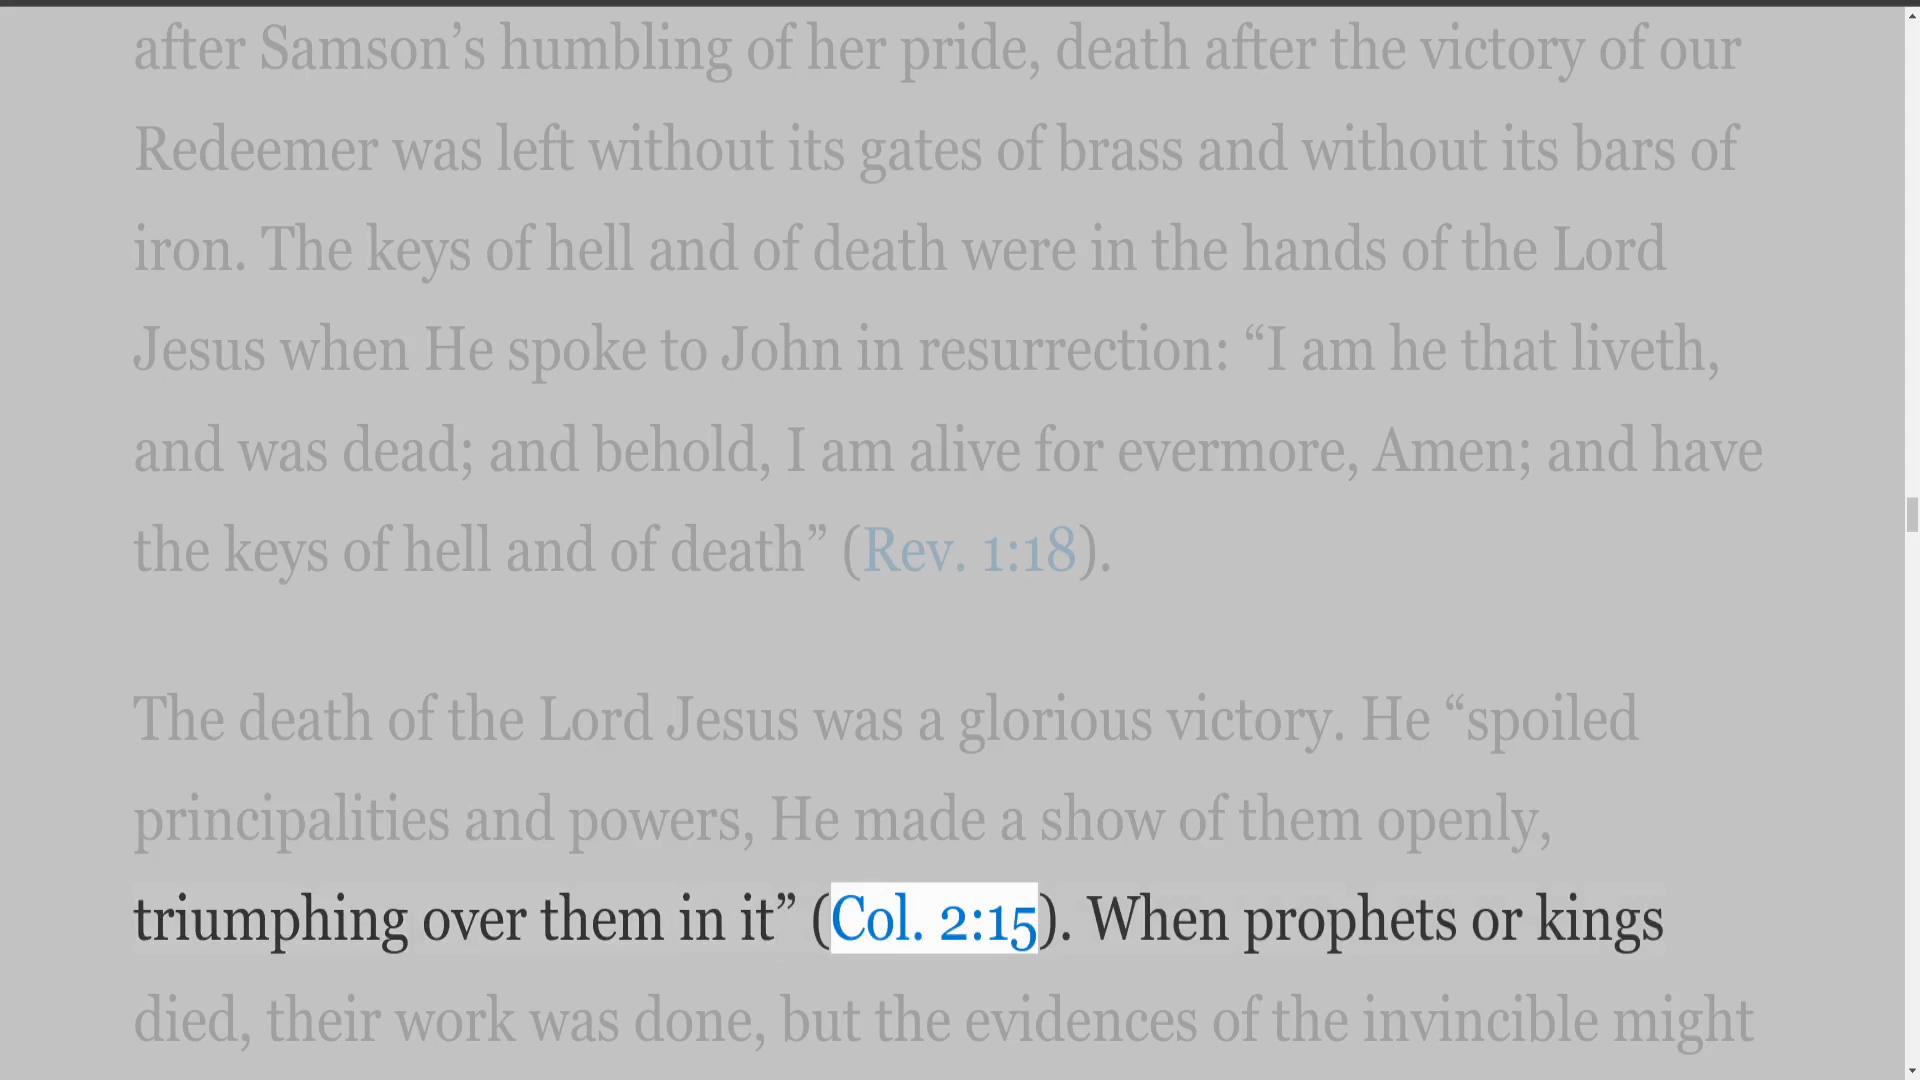 after Samson’s humbling of her pride, death after the victory of our
Redeemer was left without its gates of brass and without its bars of
iron. The keys of hell and of death were in the hands of the Lord
Jesus when He spoke to John in resurrection: “I am he that liveth,
and was dead; and behold, I am alive for evermore, Amen; and have
the keys of hell and of death” (Rev. 1:18).
The death of the Lord Jesus was a glorious victory. He “spoiled
principalities and powers, He made a show of them openly,
triumphing over them in it” (Col. 2:15). When prophets or kings
died, their work was done, but the evidences of the invincible might